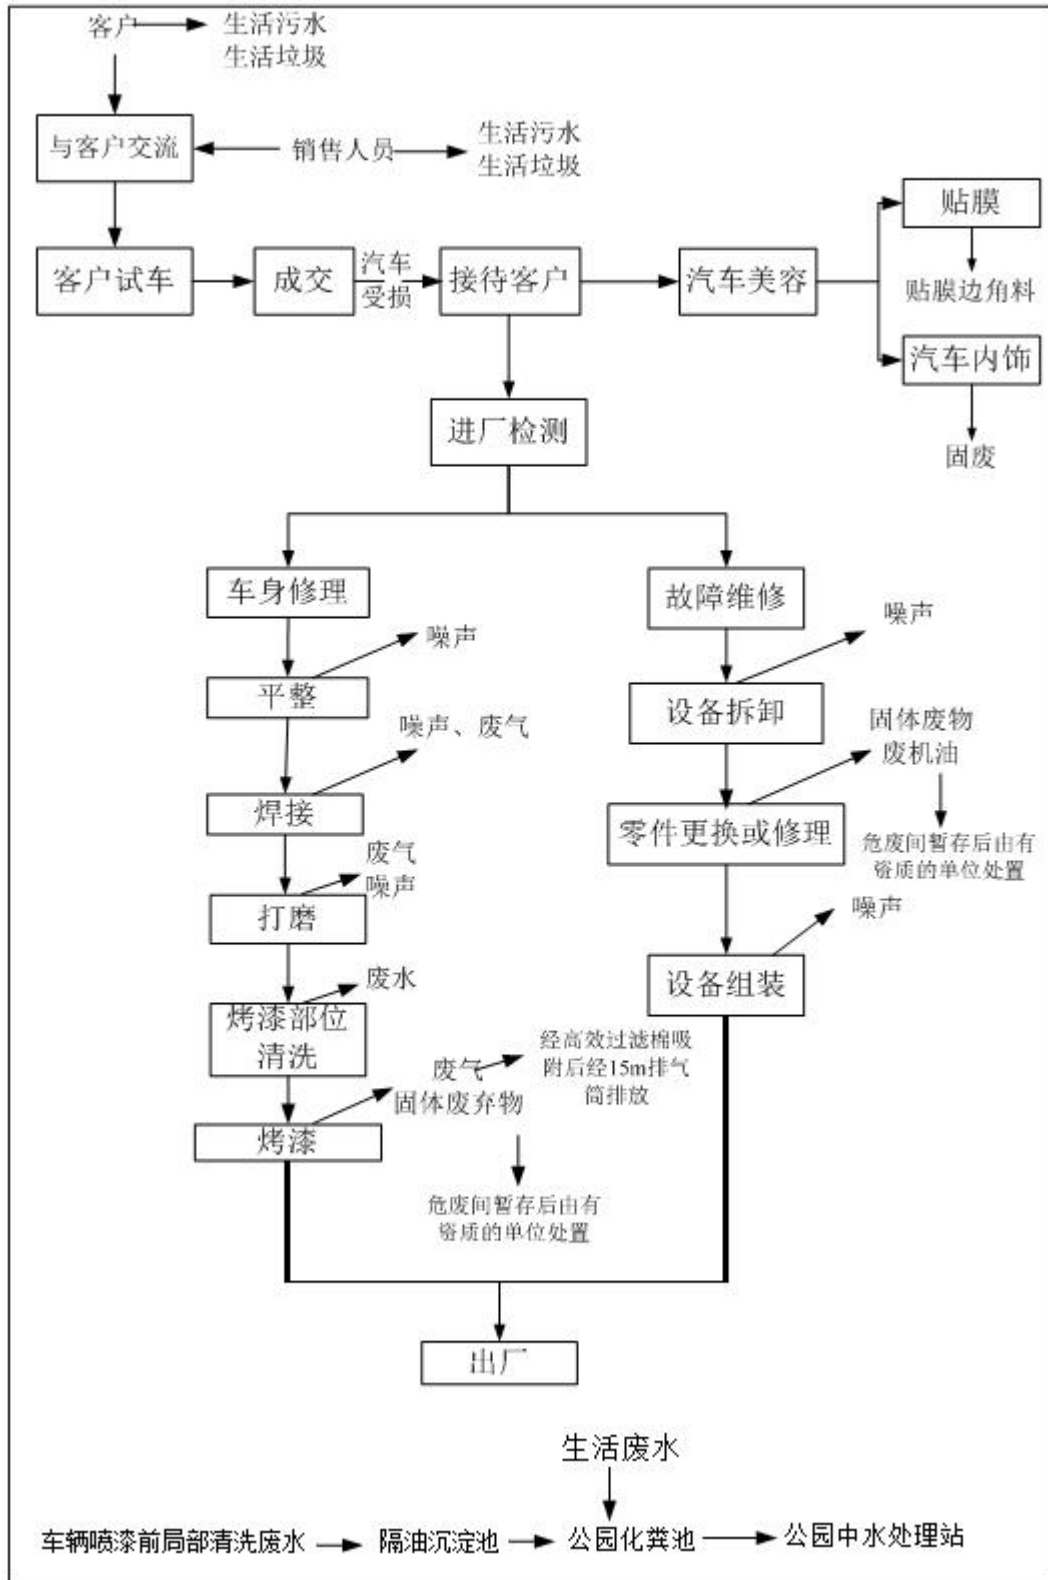 客户
生活污水
生活垃圾
与客户交流
销售人员
生活污水
生活垃圾
客户试车
成交
汽车
受损
接待客户
汽车美容
贴膜
贴膜边角料
汽车内饰
固废
进厂检测
车身修理
噪声
平整
噪声、废气
焊接
废气
噪声
打磨
废水
烤漆部位
清洗
废气
固体废弃物
经高效过滤棉吸
附后经15m排气
筒排放
烤漆
危废间暂存后由有
资质的单位处置
故障维修
噪声
设备拆卸
固体废物
废机油
零件更换或修理
危废间暂存后由有
资质的单位处置
噪声
设备组装
出厂
生活废水
车辆喷漆前局部清洗废水
隔油沉淀池
公园化粪池
公园中水处理站